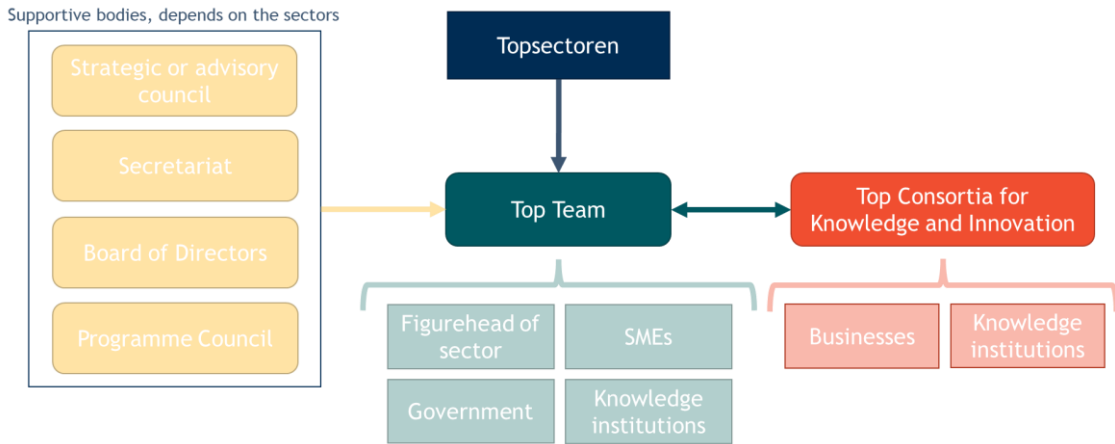 Supportive bodies, depends on the sectors
Strategic or advisory
council
Secretariat
Board of Directors
Programme Council
Topsectoren
Top Team
Top Consortia for
Knowledge and Innovation
Figurehead of
sector
SMEs
Government
Knowledge
institutions
Businesses
Knowledge
institutions